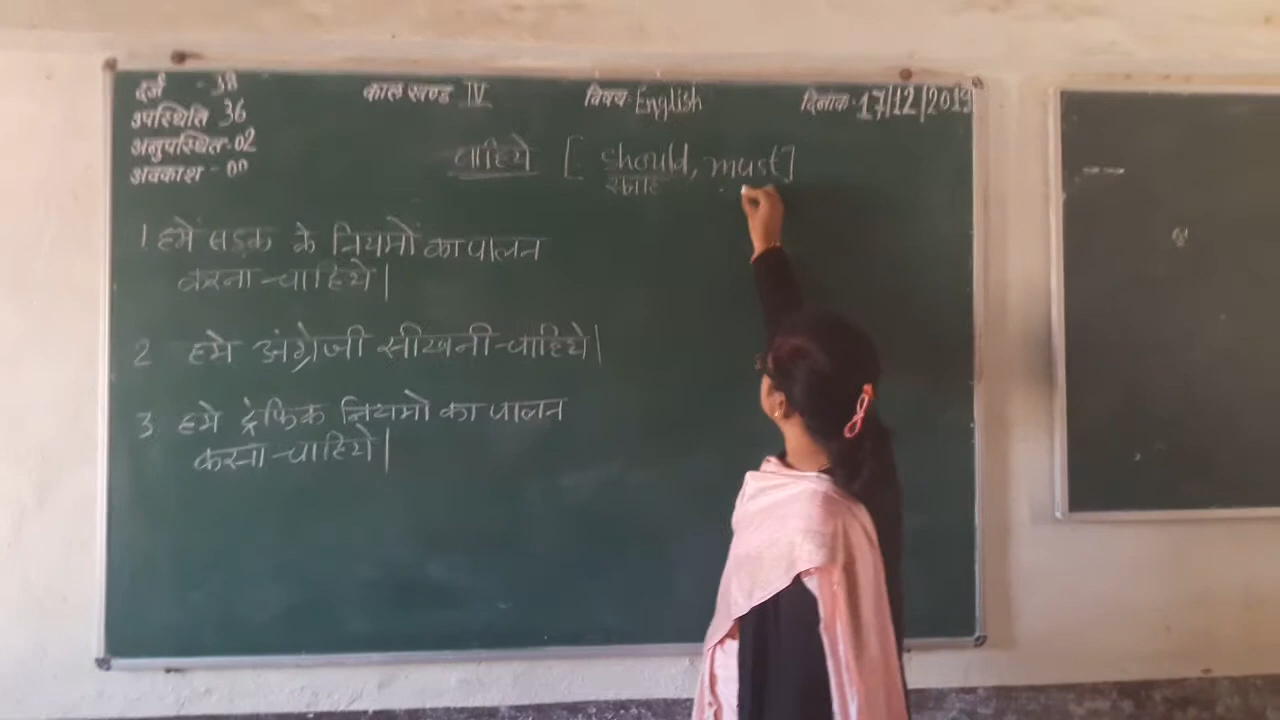 दर्ज - 38
उपस्थिति 36
अनुपस्थित-02
अवकाश - 00
काल खण्ड IV
विषय- English
दिनांक-17/12/2019
चाहिये [ should, must]
सलाह
1 हमें सड़क के नियमों का पालन
करना चाहिये|
2 हमे अंग्रेजी सीखनी चाहिये|
3 हमे ट्रेफिक नियमो का पालन
करना चाहिये|